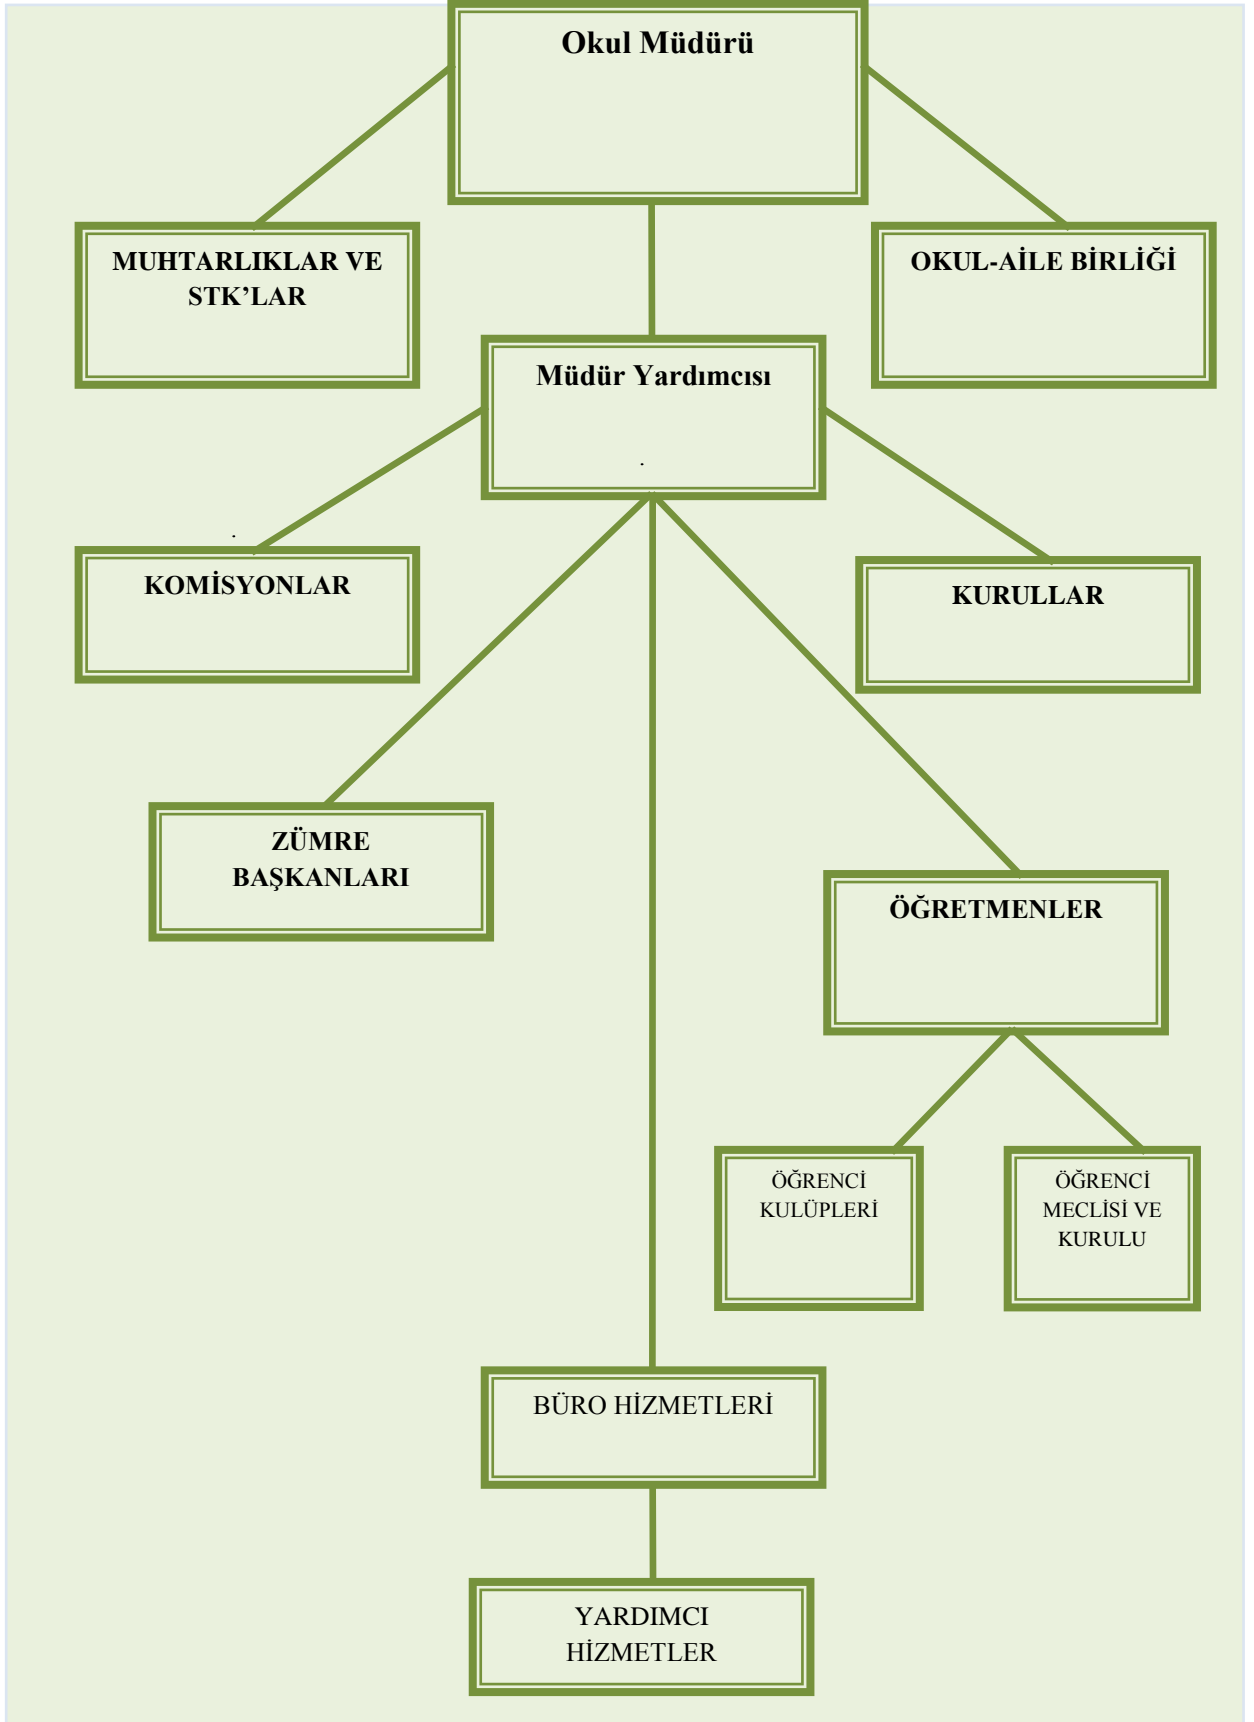 Okul Müdürü
MUHTARLIKLAR VE
STK’LAR
OKUL-AİLE BİRLİĞİ
Müdür Yardımcısı
.
.
KOMİSYONLAR
KURULLAR
ZÜMRE
BAŞKANLARI
ÖĞRETMENLER
ÖĞRENCİ
KULÜPLERİ
ÖĞRENCİ
MECLİSİ VE
KURULU
BÜRO HİZMETLERİ
YARDIMCI
HİZMETLER